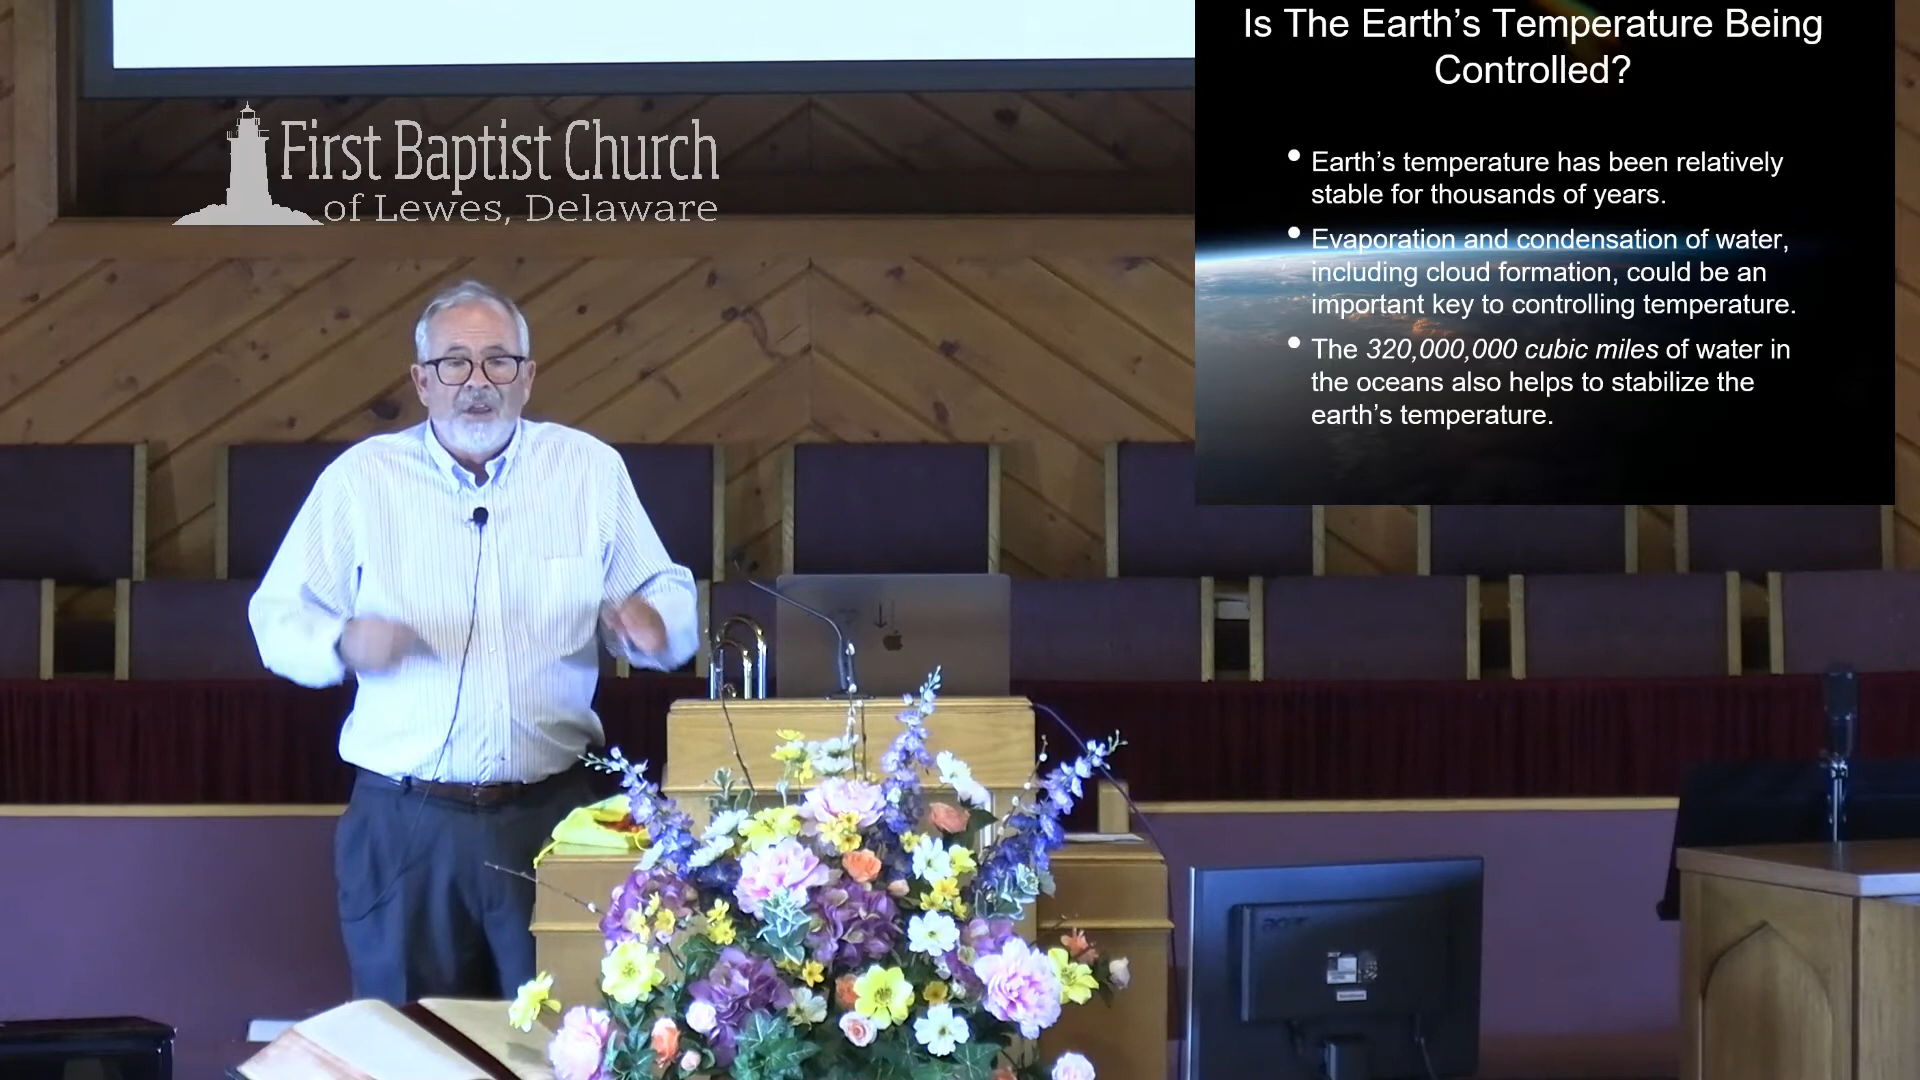 First Baptist Church
of Lewes, Delaware
Is The Earth’s Temperature Being
Controlled?
• Earth’s temperature has been relatively
stable for thousands of years.
• Evaporation and condensation of water,
including cloud formation, could be an
important key to controlling temperature.
• The 320,000,000 cubic miles of water in
the oceans also helps to stabilize the
earth’s temperature.
acer